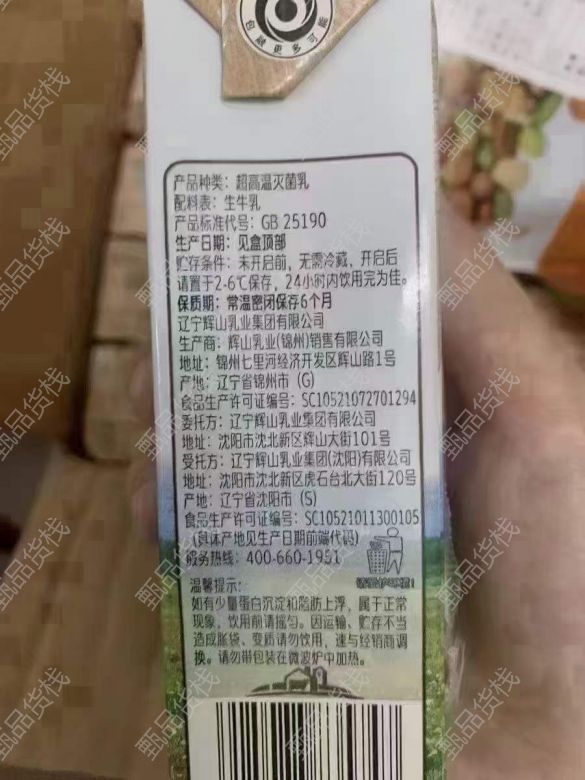 包融更多可能
产品种类：超高温灭菌乳
配料表：生牛乳
产品标准代号：GB 25190
生产日期：见盒顶部
贮存条件：未开启前，无需冷藏，开启后
请置于2-6℃保存，24小时内饮用完为佳。
保质期：常温密闭保存6个月
辽宁辉山乳业集团有限公司
生产商：辉山乳业(锦州)销售有限公司
地址：锦州七里河经济开发区辉山路1号
产地：辽宁省锦州市（G）
食品生产许可证编号：SC10521072701294
委托方：辽宁辉山乳业集团有限公司
地址：沈阳市沈北新区辉山大街101号
受托方：辽宁辉山乳业集团(沈阳)有限公司
地址：沈阳市沈北新区虎石台北大街120号
产地：辽宁省沈阳市（S）
食品生产许可证编号：SC10521011300105
（具体产地见生产日期前端代码）
服务热线：400-660-1951
温馨提示：
如有少量蛋白沉淀和脂肪上浮，属于正常
现象，饮用前请摇匀。因运输、贮存不当
造成胀袋、变质请勿饮用，速与经销商调
换。请勿带包装在微波炉中加热。
甄品货栈